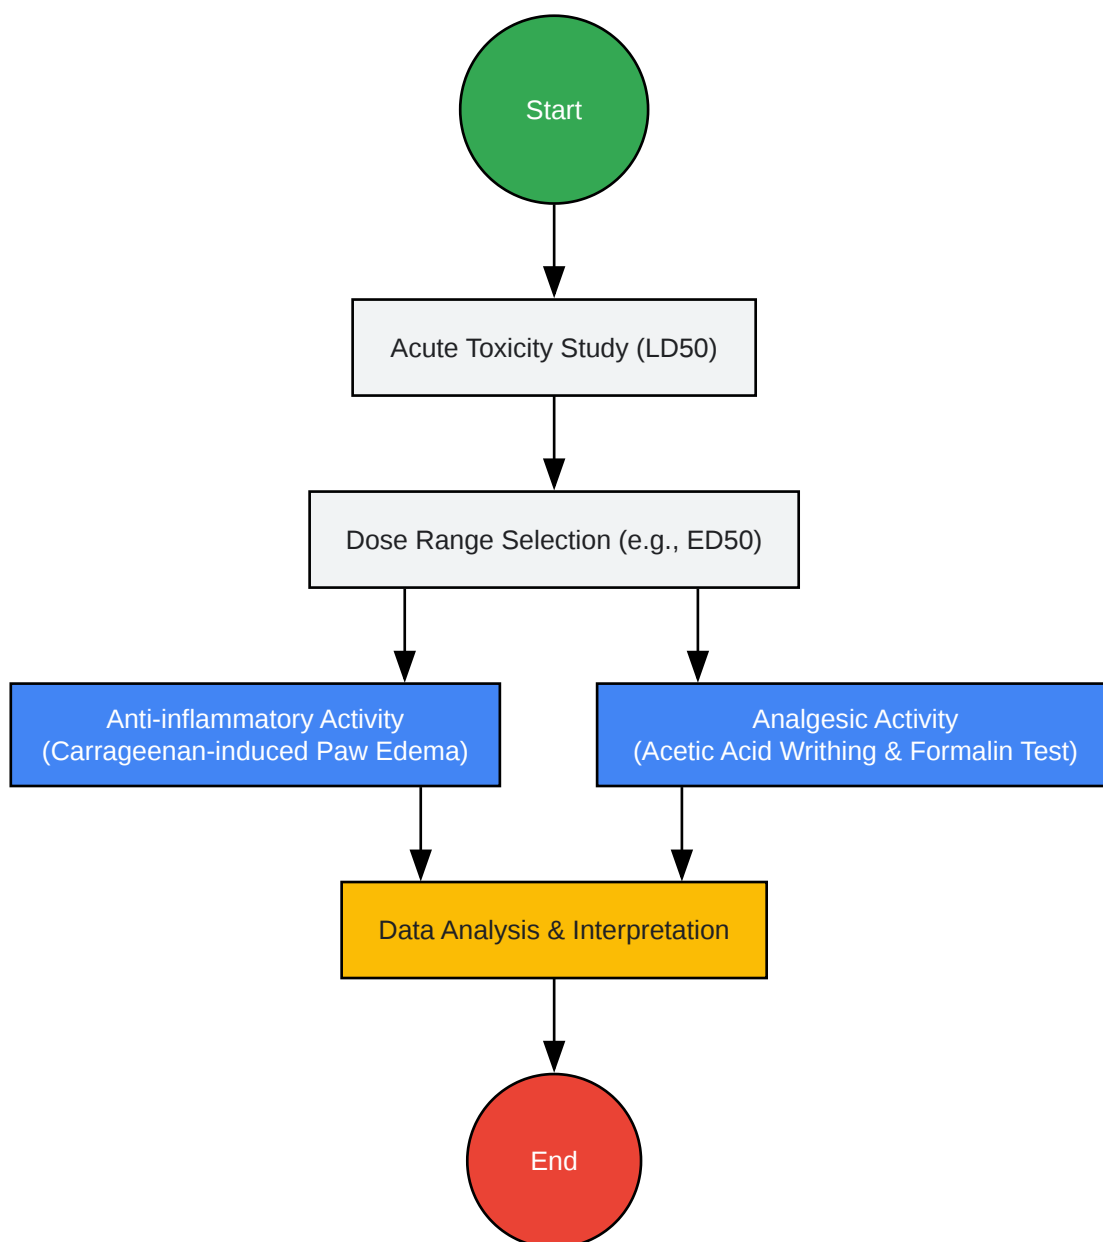 Start
Acute Toxicity Study (LD50)
Dose Range Selection (e.g., ED50)
Anti-inflammatory Activity
(Carrageenan-induced Paw Edema)
Analgesic Activity
(Acetic Acid Writhing & Formalin Test)
Data Analysis & Interpretation
End